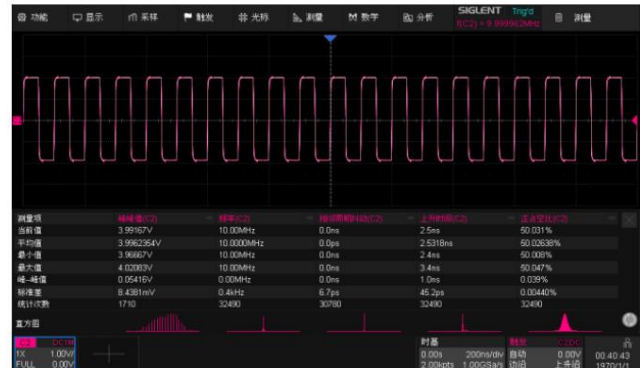 功能 显示 采样 触发 光标 测量 数学 分析 SIGLENT Trig'd 测量
f(C2) = 9.999962MHz
测量项 峰峰值(C2) 频率(C2) 相邻周期抖动(C2) 上升时间(C2) 正占空比(C2)
当前值 3.99167V 10.00MHz 0.0ns 2.5ns 50.031%
平均值 3.9962354V 10.0000MHz 0.0ps 2.5318ns 50.02638%
最小值 3.96667V 10.00MHz 0.0ns 2.4ns 50.008%
最大值 4.02083V 10.00MHz 0.0ns 3.4ns 50.047%
峰—峰值 0.05416V 0.00MHz 0.0ns 1.0ns 0.039%
标准差 8.4381mV 0.4kHz 6.7ps 45.2ps 0.00440%
统计次数 1710 32490 30780 32490 32490
直方图
C2 DC1M 时基 触发 C2DC
1X 1.00V/ 0.00s 200ns/div 自动 0.00V 00:40:43
FULL 0.00V 2.00kpts 1.00GSa/s 边沿 上升沿 1970/1/1